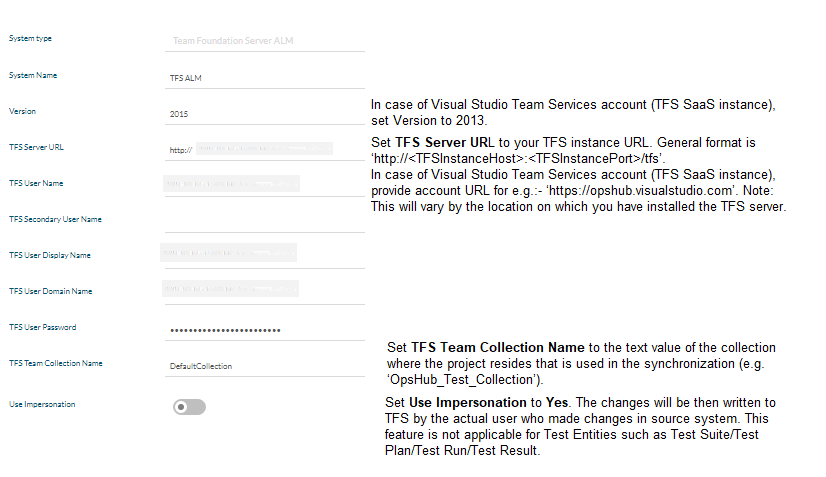 System type
Team Foundation Server ALM
System Name
TFS ALM
Version
2015
In case of Visual Studio Team Services account (TFS SaaS instance),
set Version to 2013.
TFS Server URL
http://
Set TFS Server URL to your TFS instance URL. General format is
‘http://<TFSInstanceHost>:<TFSInstancePort>/tfs’.
In case of Visual Studio Team Services account (TFS SaaS instance),
provide account URL for e.g.:- ‘https://opshub.visualstudio.com’. Note:
This will vary by the location on which you have installed the TFS server.
TFS User Name
TFS Secondary User Name
TFS User Display Name
TFS User Domain Name
TFS User Password
••••••••••••••••••••••••
TFS Team Collection Name
DefaultCollection
Set TFS Team Collection Name to the text value of the collection
where the project resides that is used in the synchronization (e.g.
‘OpsHub_Test_Collection’).
Use Impersonation
Set Use Impersonation to Yes. The changes will be then written to
TFS by the actual user who made changes in source system. This
feature is not applicable for Test Entities such as Test Suite/Test
Plan/Test Run/Test Result.